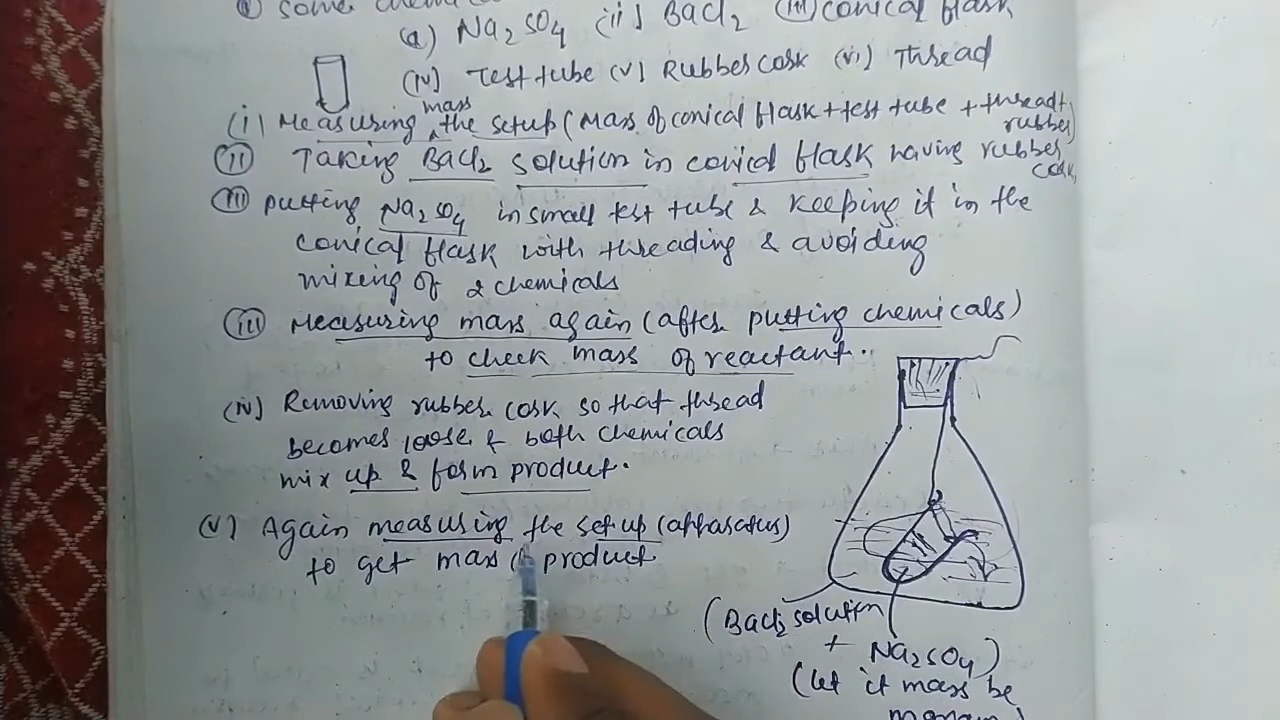 some
(a) Na2SO4 (ii) BaCl2 (iii) conical flask
(iv) Test tube (v) Rubber cork (vi) Thread
mass
(i) Measuring ^ the setup (Mass of conical flask + test tube + thread +
rubber)
(ii) Taking BaCl2 solution in conical flask having rubber
cork,
(iii) putting Na2SO4 in small test tube & keeping it in the
conical flask with threading & avoiding
mixing of 2 chemicals
(iii) Measuring mass again (after putting chemicals)
to check mass of reactant.
(iv) Removing rubber cork so that thread
becomes loose & both chemicals
mix up & form product.
(v) Again measuring the setup (apparatus)
to get mass product
(BaCl2 solution
+ Na2SO4)
(let it mass be